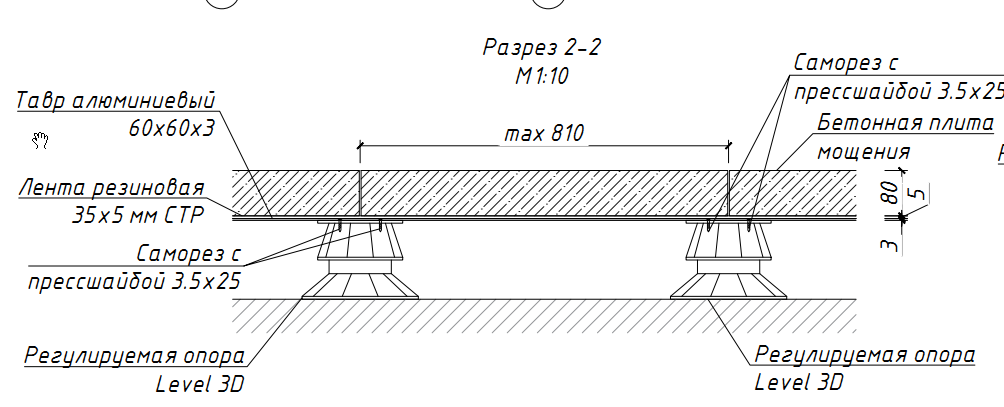 Разрез 2-2
М 1:10
Саморез с
прессшайбой 3.5х25
Тавр алюминиевый
60х60х3
max 810
Бетонная плита
мощения
Лента резиновая
35х5 мм СТР
80
5
3
Саморез с
прессшайбой 3.5х25
Регулируемая опора
Level 3D
Регулируемая опора
Level 3D